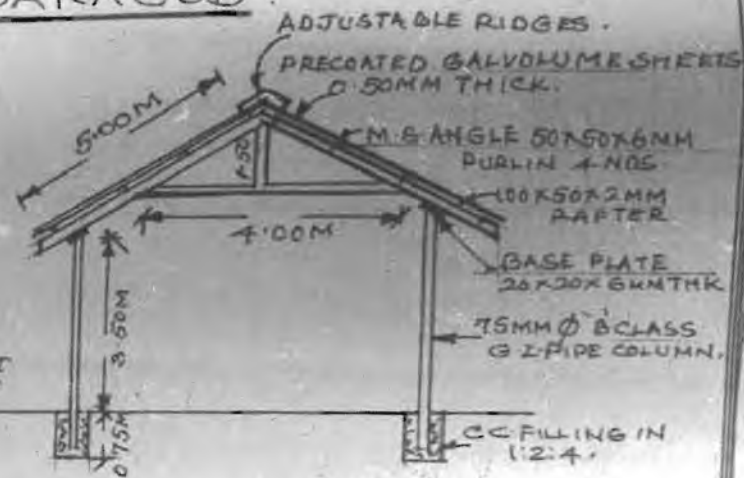 ADJUSTABLE RIDGES.
PRECOATED GALVOLUME SHEETS
0.50MM THICK.
5.00M
M.S ANGLE 50X50X6MM
PURLIN 4 NOS.
100X50X2MM
RAFTER
4.00M
BASE PLATE
20X20X6MM THK
3.50M
75MM Ø 'B' CLASS
G I PIPE COLUMN.
0.75M
CC FILLING IN
1:2:4.